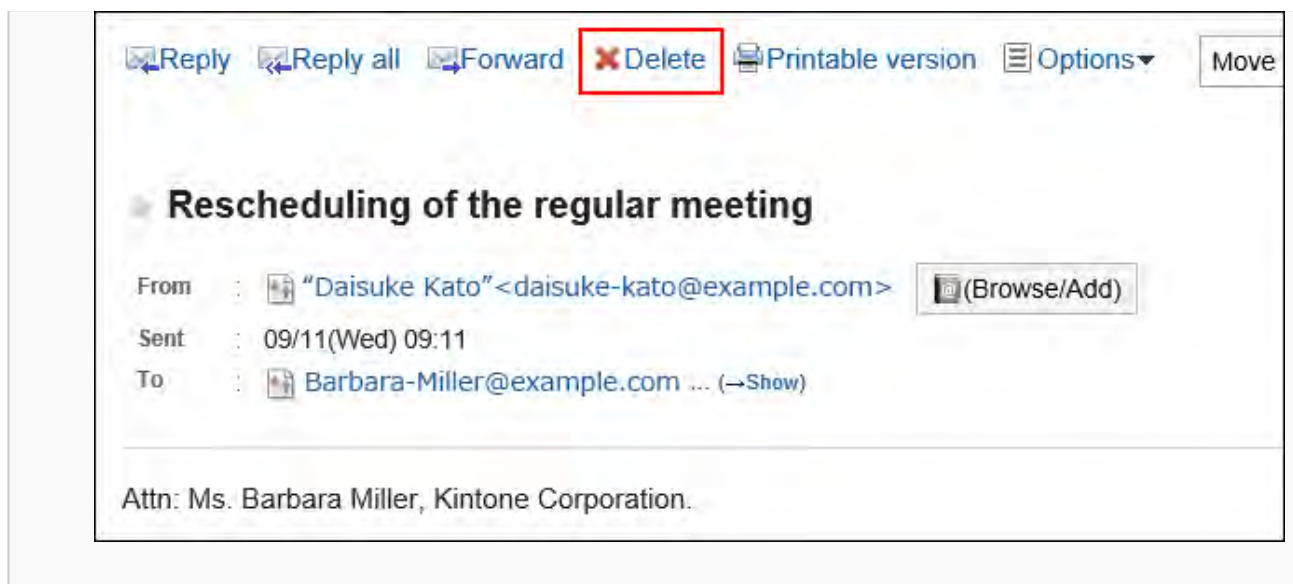 Reply Reply all Forward Delete Printable version Options Move
Rescheduling of the regular meeting
From : "Daisuke Kato"<daisuke-kato@example.com> (Browse/Add)
Sent : 09/11(Wed) 09:11
To : Barbara-Miller@example.com ... (→Show)
Attn: Ms. Barbara Miller, Kintone Corporation.